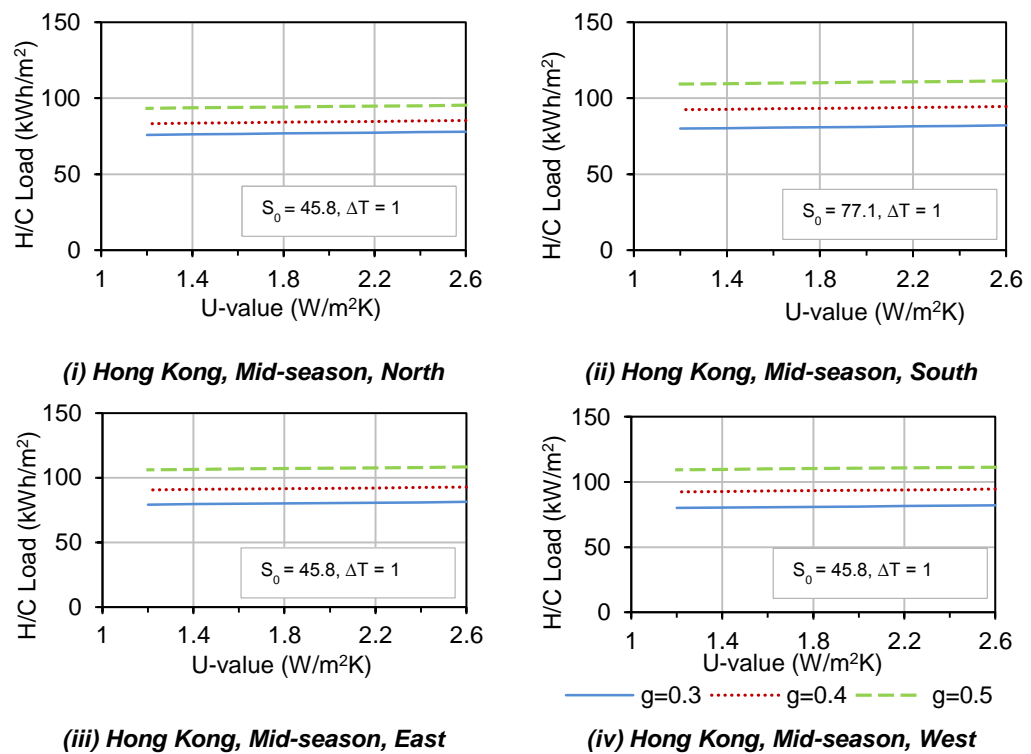 H/C Load (kWh/m²)
150
100
50
0
1 1.4 1.8 2.2 2.6
U-value (W/m²K)
S₀ = 45.8, ΔT = 1
(i) Hong Kong, Mid-season, North
H/C Load (kWh/m²)
150
100
50
0
1 1.4 1.8 2.2 2.6
U-value (W/m²K)
S₀ = 77.1, ΔT = 1
(ii) Hong Kong, Mid-season, South
H/C Load (kWh/m²)
150
100
50
0
1 1.4 1.8 2.2 2.6
U-value (W/m²K)
S₀ = 45.8, ΔT = 1
(iii) Hong Kong, Mid-season, East
H/C Load (kW/m²)
150
100
50
0
1 1.4 1.8 2.2 2.6
U-value (W/m²K)
S₀ = 45.8, ΔT = 1
g=0.3 g=0.4 g=0.5
(iv) Hong Kong, Mid-season, West